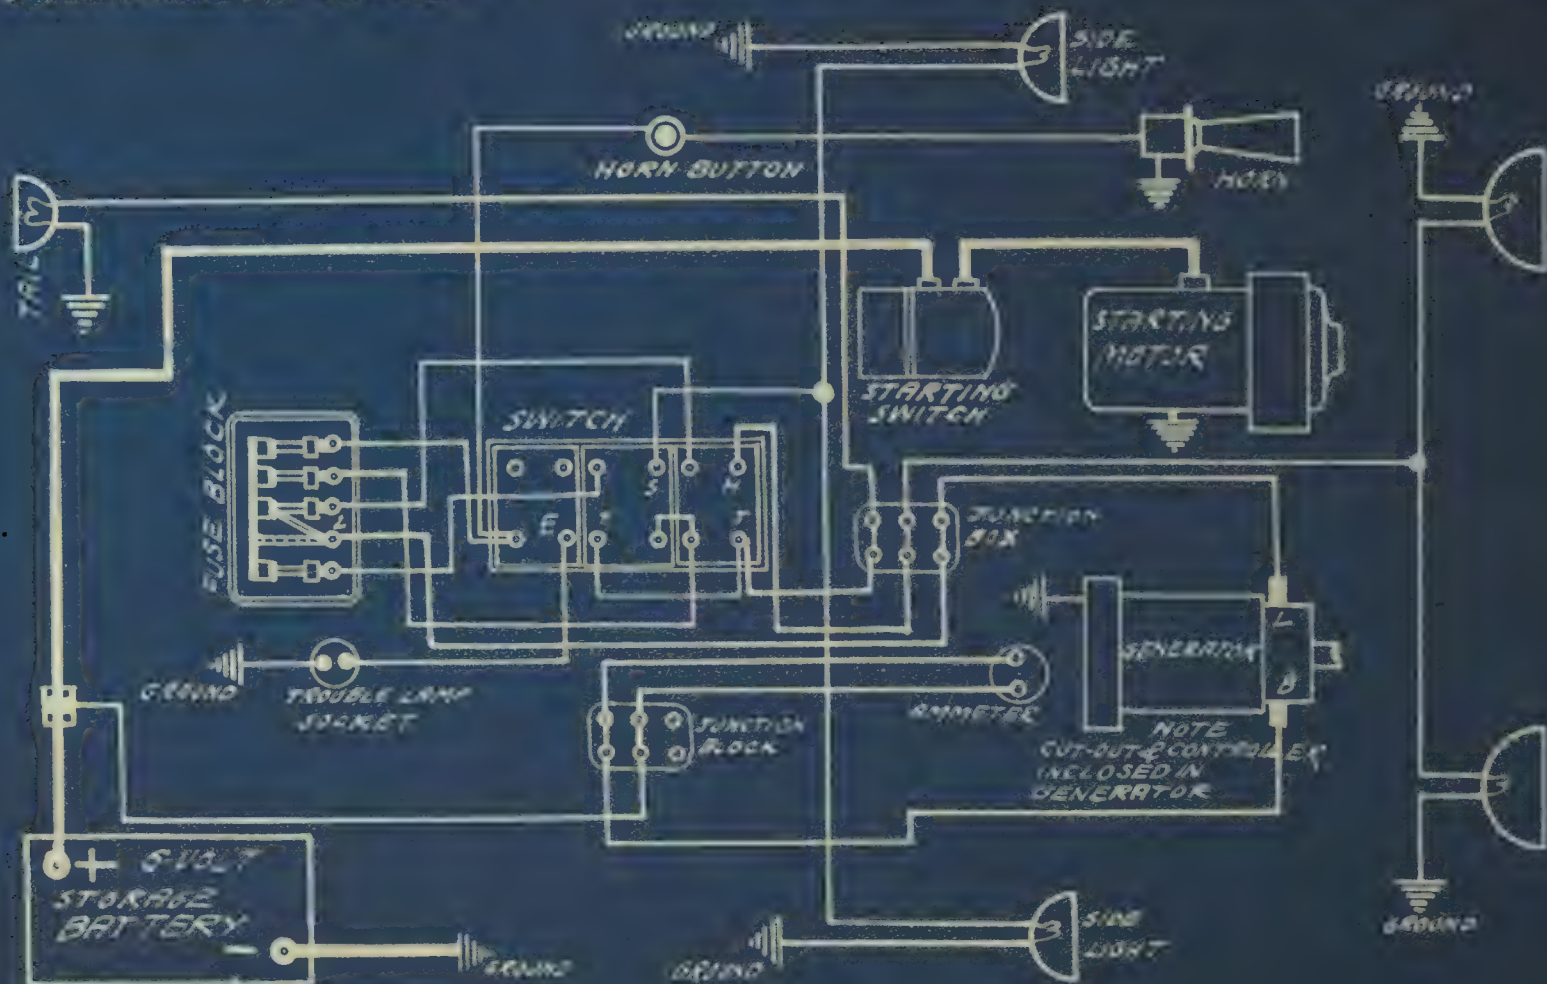 GROUND
SIDE
LIGHT
GROUND
HORN BUTTON
HORN
TAIL
STARTING
MOTOR
STARTING
SWITCH
FUSE BLOCK
SWITCH
S
H
L
E
T
JUNCTION
BOX
L
GENERATOR
B
GROUND
TROUBLE LAMP
SOCKET
AMMETER
JUNCTION
BLOCK
NOTE
CUT-OUT & CONTROLLER
INCLOSED IN
GENERATOR
+ 6-VOLT
STORAGE
BATTERY
-
GROUND
GROUND
SIDE
LIGHT
GROUND